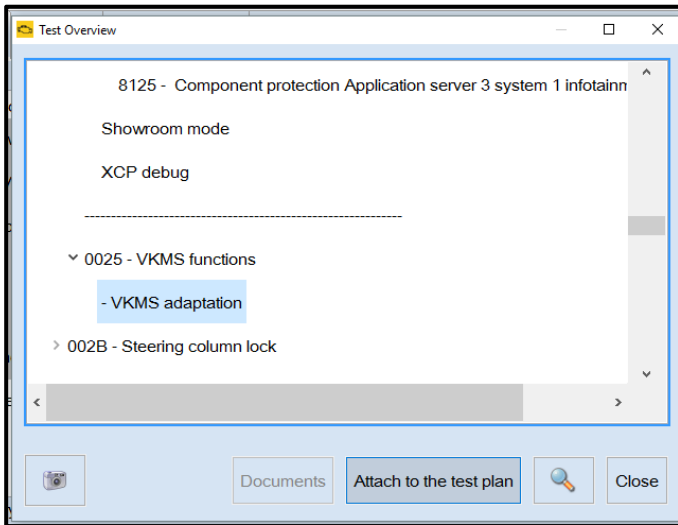 Test Overview
8125 - Component protection Application server 3 system 1 infotainm
Showroom mode
XCP debug
------------------------------------------------------------
0025 - VKMS functions
- VKMS adaptation
002B - Steering column lock
Documents
Attach to the test plan
Close